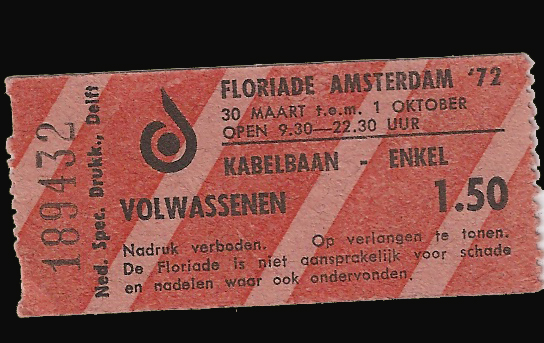 189432
Ned. Spec. Drukk., Delft
FLORIADE AMSTERDAM '72
30 MAART t.e.m. 1 OKTOBER
OPEN 9.30—22.30 UUR
KABELBAAN - ENKEL
VOLWASSENEN 1.50
Nadruk verboden. Op verlangen te tonen.
De Floriade is niet aansprakelijk voor schade
en nadelen waar ook ondervonden.